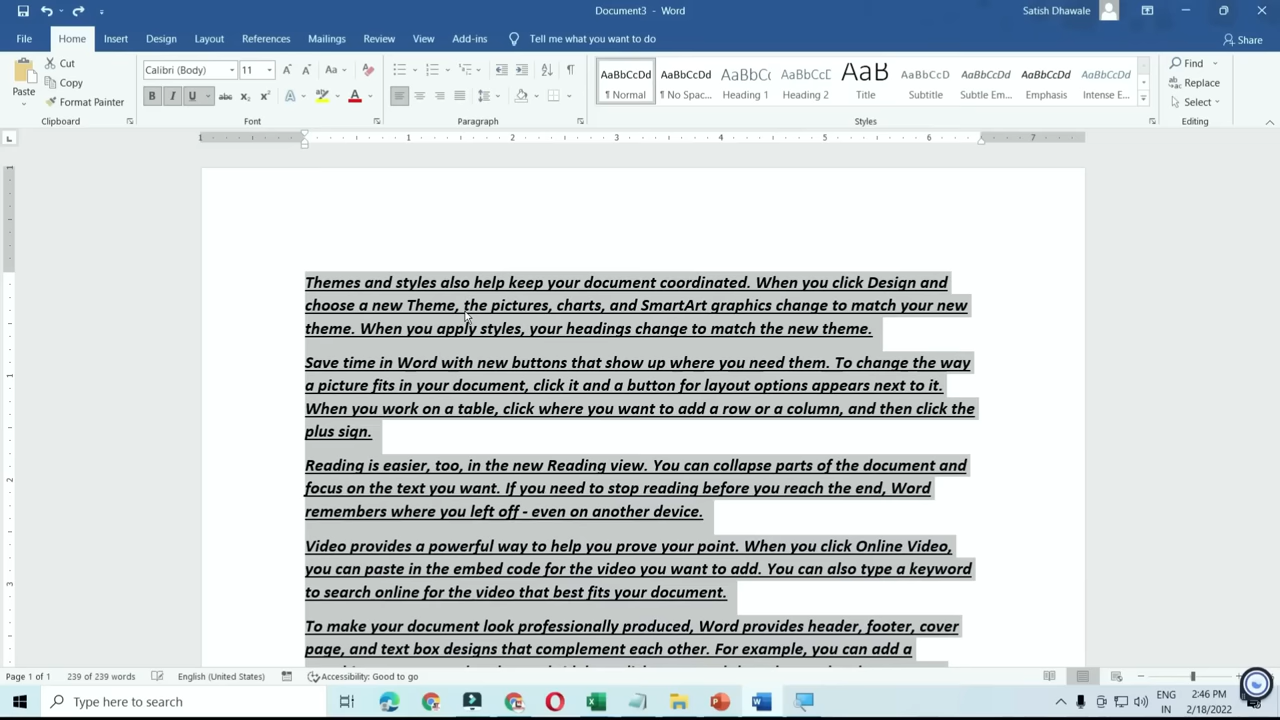 Document3 - Word
Satish Dhawale
File Home Insert Design Layout References Mailings Review View Add-ins Tell me what you want to do Share
Paste
Cut
Copy
Format Painter
Clipboard
Calibri (Body) 11
Font
Paragraph
AaBbCcDd AaBbCcDd AaBbCc AaBbCcD AaB AaBbCcD AaBbCcDd AaBbCcDd AaBbCcDd
¶ Normal ¶ No Spac... Heading 1 Heading 2 Title Subtitle Subtle Em... Emphasis Intense E...
Styles
Find
Replace
Select
Editing
1 1 2 3 4 5 6 7
Themes and styles also help keep your document coordinated. When you click Design and
choose a new Theme, the pictures, charts, and SmartArt graphics change to match your new
theme. When you apply styles, your headings change to match the new theme.
Save time in Word with new buttons that show up where you need them. To change the way
a picture fits in your document, click it and a button for layout options appears next to it.
When you work on a table, click where you want to add a row or a column, and then click the
plus sign.
Reading is easier, too, in the new Reading view. You can collapse parts of the document and
focus on the text you want. If you need to stop reading before you reach the end, Word
remembers where you left off - even on another device.
Video provides a powerful way to help you prove your point. When you click Online Video,
you can paste in the embed code for the video you want to add. You can also type a keyword
to search online for the video that best fits your document.
To make your document look professionally produced, Word provides header, footer, cover
page, and text box designs that complement each other. For example, you can add a
Page 1 of 1 239 of 239 words English (United States) Accessibility: Good to go
Type here to search
ENG
IN
2:46 PM
2/18/2022